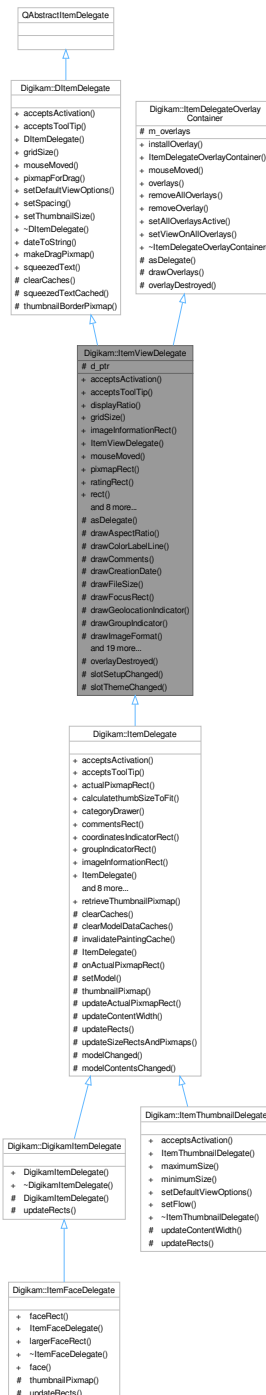 QAbstractItemDelegate
Digikam::DItemDelegate
+ acceptsActivation()
+ acceptsToolTip()
+ DItemDelegate()
+ gridSize()
+ mouseMoved()
+ pixmapForDrag()
+ setDefaultViewOptions()
+ setSpacing()
+ setThumbnailSize()
+ ~DItemDelegate()
+ dateToString()
+ makeDragPixmap()
+ squeezedText()
# clearCaches()
# squeezedTextCached()
# thumbnailBorderPixmap()
Digikam::ItemDelegateOverlay
Container
# m_overlays
+ installOverlay()
+ ItemDelegateOverlayContainer()
+ mouseMoved()
+ overlays()
+ removeAllOverlays()
+ removeOverlay()
+ setAllOverlaysActive()
+ setViewOnAllOverlays()
+ ~ItemDelegateOverlayContainer
# asDelegate()
# drawOverlays()
# overlayDestroyed()
Digikam::ItemViewDelegate
# d_ptr
+ acceptsActivation()
+ acceptsToolTip()
+ displayRatio()
+ gridSize()
+ imageInformationRect()
+ ItemViewDelegate()
+ mouseMoved()
+ pixmapRect()
+ ratingRect()
+ rect()
and 8 more...
# asDelegate()
# drawAspectRatio()
# drawColorLabelLine()
# drawComments()
# drawCreationDate()
# drawFileSize()
# drawFocusRect()
# drawGeolocationIndicator()
# drawGroupIndicator()
# drawImageFormat()
and 19 more...
# overlayDestroyed()
# slotSetupChanged()
# slotThemeChanged()
Digikam::ItemDelegate
+ acceptsActivation()
+ acceptsToolTip()
+ actualPixmapRect()
+ calculatethumbSizeToFit()
+ categoryDrawer()
+ commentsRect()
+ coordinatesIndicatorRect()
+ groupIndicatorRect()
+ imageInformationRect()
+ ItemDelegate()
and 8 more...
+ retrieveThumbnailPixmap()
# clearCaches()
# clearModelDataCaches()
# invalidatePaintingCache()
# ItemDelegate()
# onActualPixmapRect()
# setModel()
# thumbnailPixmap()
# updateActualPixmapRect()
# updateContentWidth()
# updateRects()
# updateSizeRectsAndPixmaps()
# modelChanged()
# modelContentsChanged()
Digikam::DigikamItemDelegate
+ DigikamItemDelegate()
+ ~DigikamItemDelegate()
# DigikamItemDelegate()
# updateRects()
Digikam::ItemThumbnailDelegate
+ acceptsActivation()
+ ItemThumbnailDelegate()
+ maximumSize()
+ minimumSize()
+ setDefaultViewOptions()
+ setFlow()
+ ~ItemThumbnailDelegate()
# updateContentWidth()
# updateRects()
Digikam::ItemFaceDelegate
+ faceRect()
+ ItemFaceDelegate()
+ largerFaceRect()
+ ~ItemFaceDelegate()
+ face()
# thumbnailPixmap()
# updateRects()